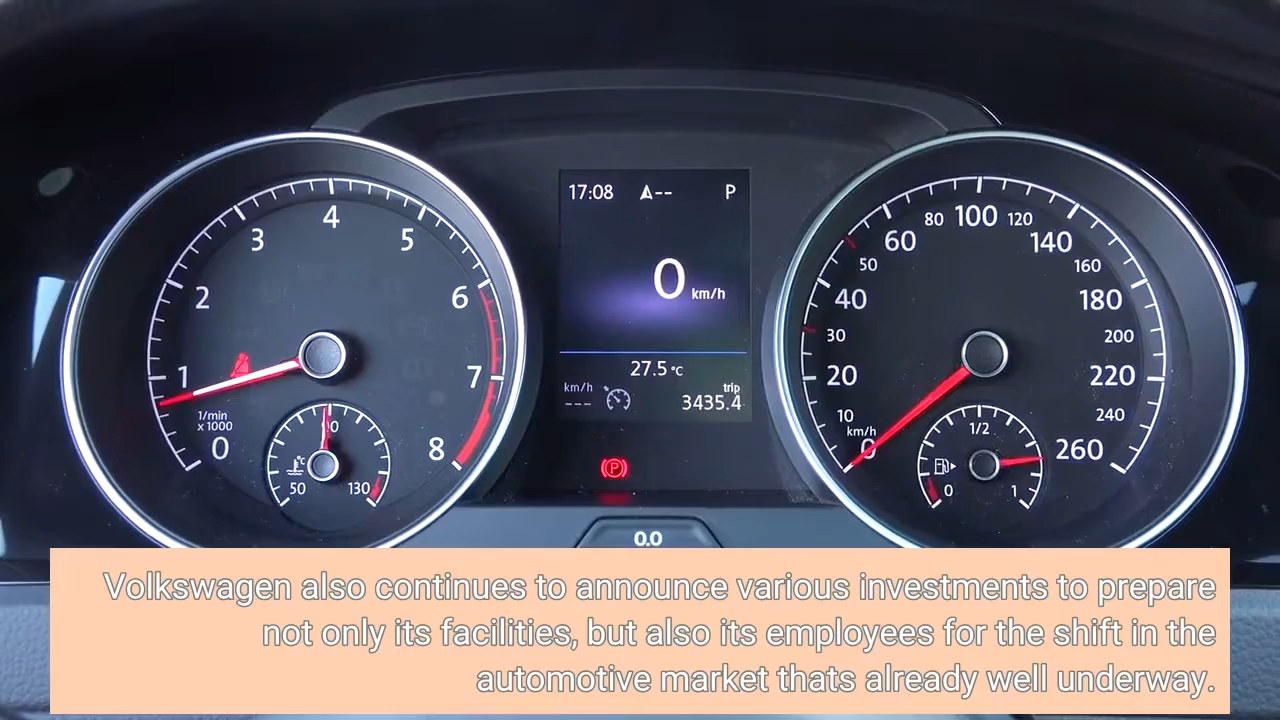 17:08 A-- P
0 km/h
27.5 °C
km/h
---
trip
3435.4
P
0.0
0 1 2 3 4 5 6 7 8
1/min
x 1000
50 90 130
°C
0 10 20 30 40 50 60 80 100 120 140 160 180 200 220 240 260
km/h
0 1/2 1
Volkswagen also continues to announce various investments to prepare
not only its facilities, but also its employees for the shift in the
automotive market thats already well underway.